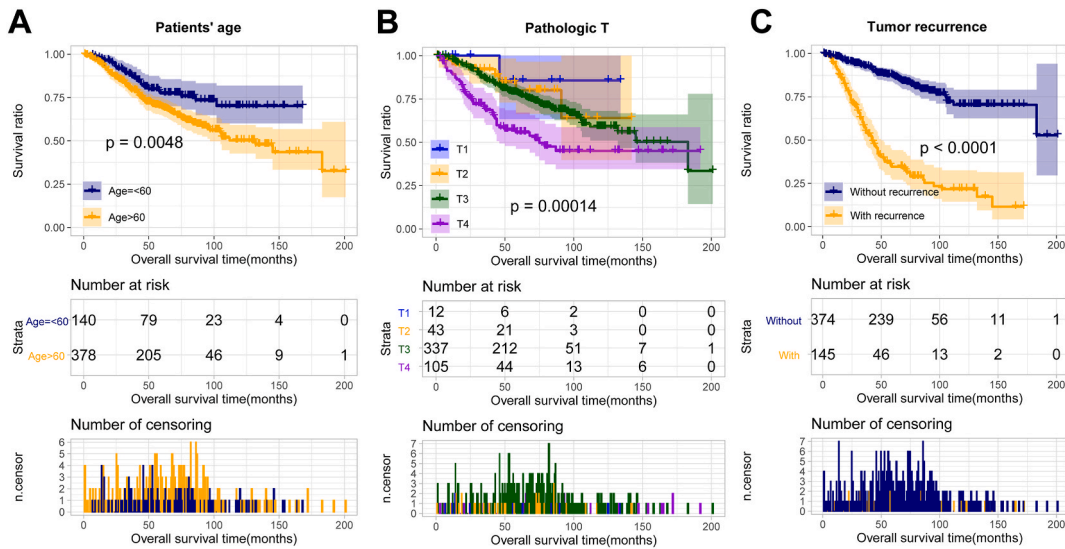 A
Patients' age
Survival ratio
1.00
0.75
0.50
0.25
0.00
p = 0.0048
Age=<60
Age>60
0 50 100 150 200
Overall survival time(months)
Number at risk
Strata
Age=<60 140 79 23 4 0
Age>60 378 205 46 9 1
0 50 100 150 200
Overall survival time(months)
Number of censoring
n.censor
6
5
4
3
2
1
0
0 50 100 150 200
Overall survival time(months)
B
Pathologic T
Survival ratio
1.00
0.75
0.50
0.25
0.00
T1
T2
T3
T4
p = 0.00014
0 50 100 150 200
Overall survival time(months)
Number at risk
Strata
T1 12 6 2 0 0
T2 43 21 3 0 0
T3 337 212 51 7 1
T4 105 44 13 6 0
0 50 100 150 200
Overall survival time(months)
Number of censoring
n.censor
7
6
5
4
3
2
1
0
0 50 100 150 200
Overall survival time(months)
C
Tumor recurrence
Survival ratio
1.00
0.75
0.50
0.25
0.00
p < 0.0001
Without recurrence
With recurrence
0 50 100 150 200
Overall survival time(months)
Number at risk
Strata
Without 374 239 56 11 1
With 145 46 13 2 0
0 50 100 150 200
Overall survival time(months)
Number of censoring
n.censor
7
6
5
4
3
2
1
0
0 50 100 150 200
Overall survival time(months)